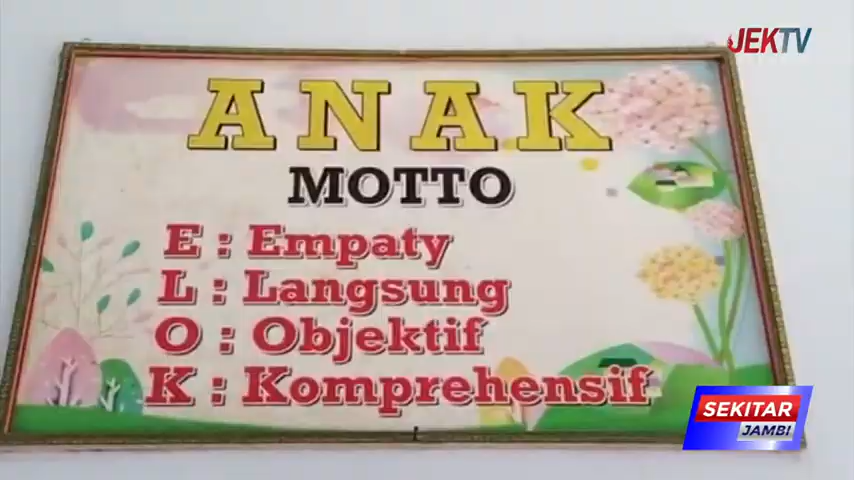 JEKTV
ANAK
MOTTO
E : Empaty
L : Langsung
O : Objektif
K : Komprehensif
SEKITAR
JAMBI